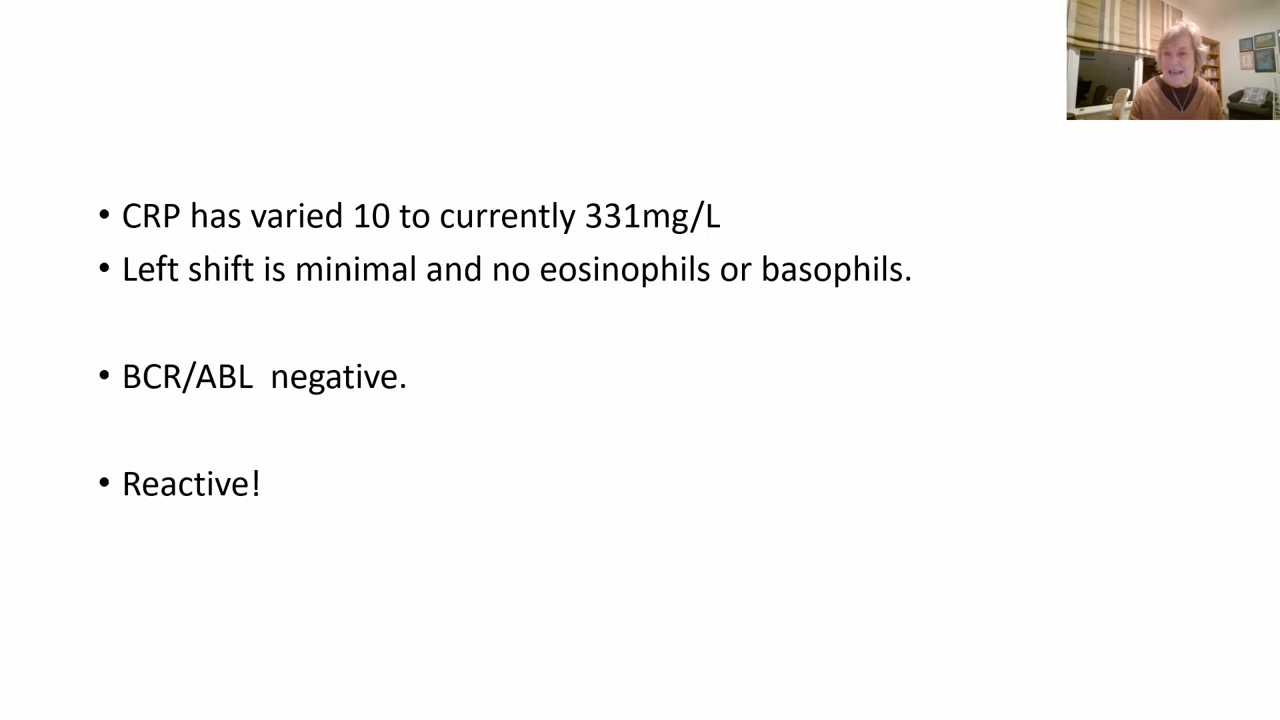 • CRP has varied 10 to currently 331mg/L
• Left shift is minimal and no eosinophils or basophils.
• BCR/ABL  negative.
• Reactive!